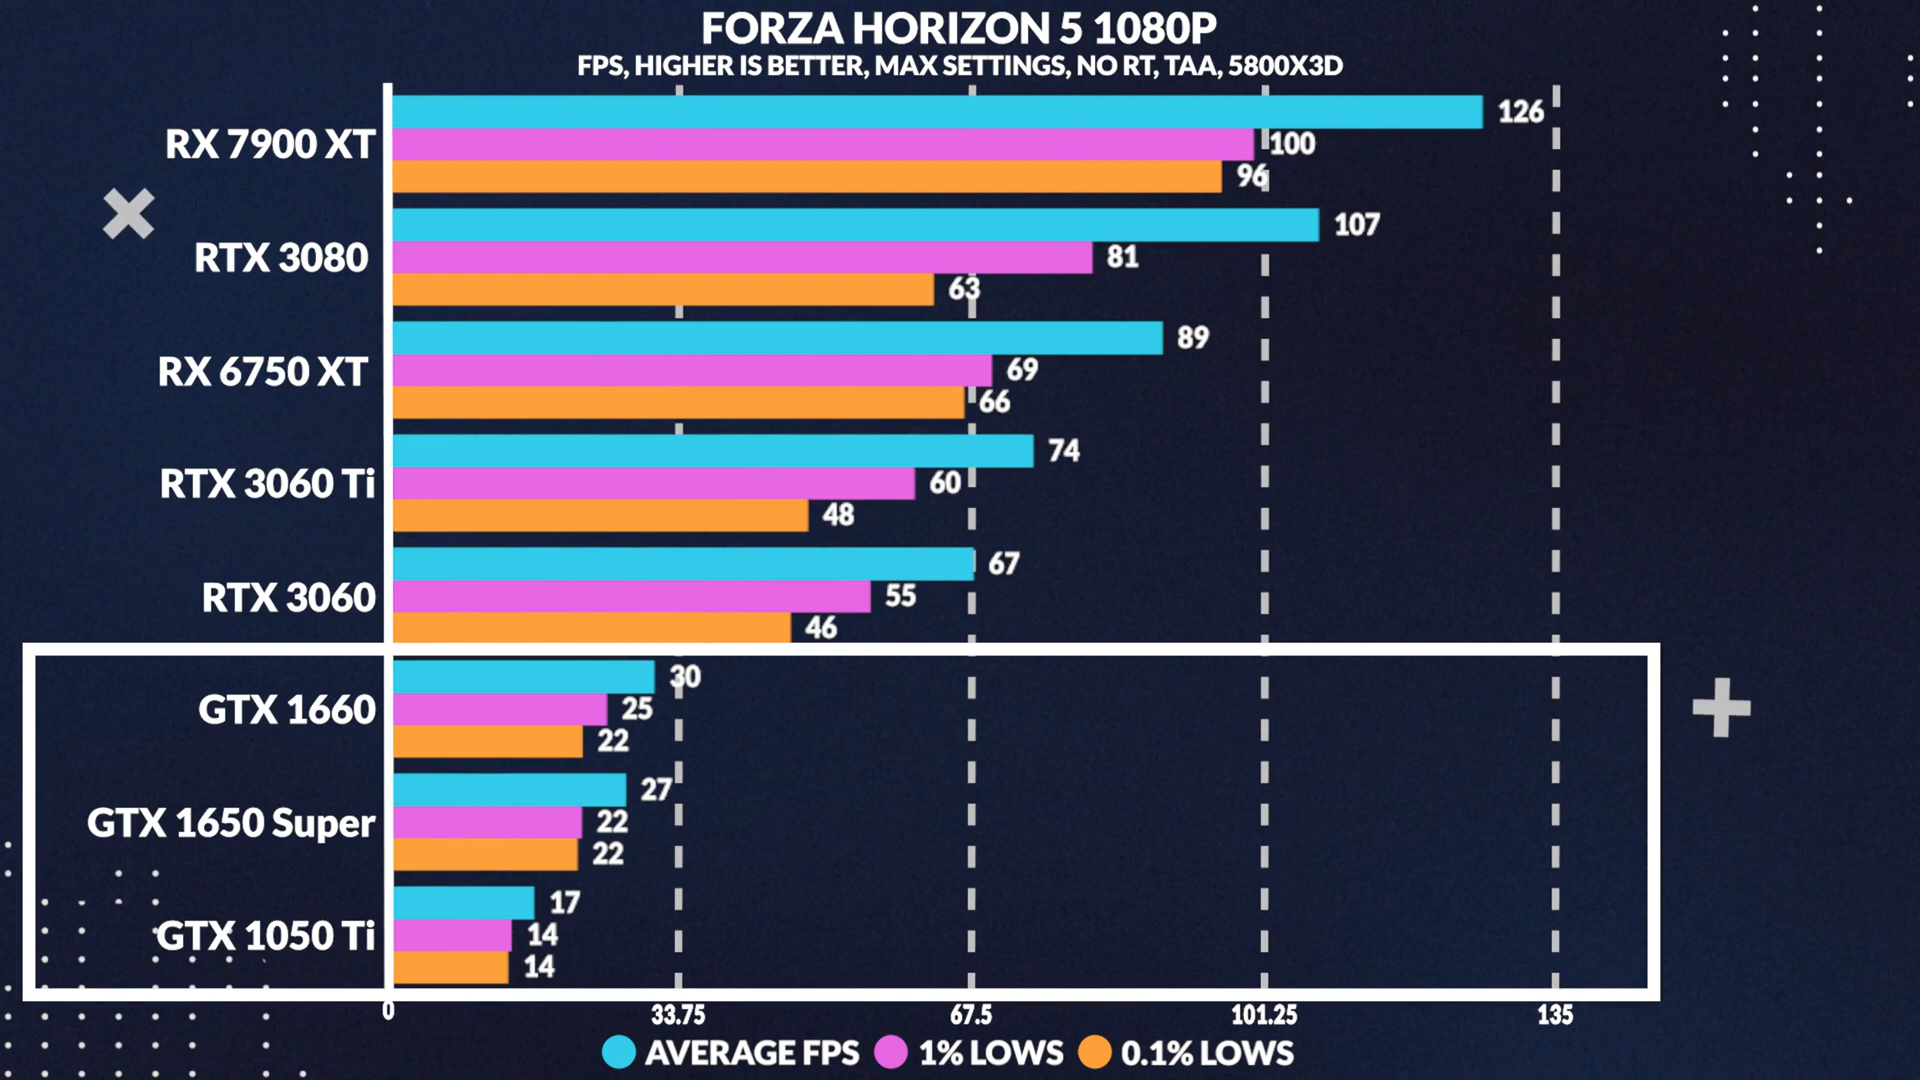 FORZA HORIZON 5 1080P
FPS, HIGHER IS BETTER, MAX SETTINGS, NO RT, TAA, 5800X3D
RX 7900 XT
126
100
96
RTX 3080
107
81
63
RX 6750 XT
89
69
66
RTX 3060 Ti
74
60
48
RTX 3060
67
55
46
GTX 1660
30
25
22
GTX 1650 Super
27
22
22
GTX 1050 Ti
17
14
14
0 33.75 67.5 101.25 135
AVERAGE FPS 1% LOWS 0.1% LOWS